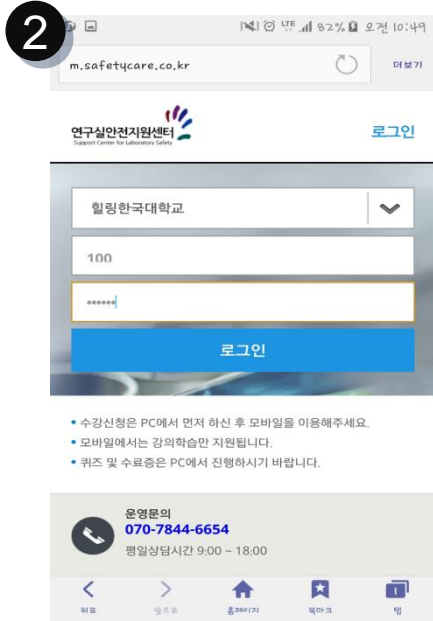 2
LTE 82% 오전 10:49
m.safetycare.co.kr 더보기
연구실안전지원센터
Support Center for Laboratory Safety
로그인
힐링한국대학교
100
••••••
로그인
• 수강신청은 PC에서 먼저 하신 후 모바일을 이용해주세요.
• 모바일에서는 강의학습만 지원됩니다.
• 퀴즈 및 수료증은 PC에서 진행하시기 바랍니다.
운영문의
070-7844-6654
평일상담시간 9:00 ~ 18:00
뒤로 앞으로 홈페이지 북마크 탭